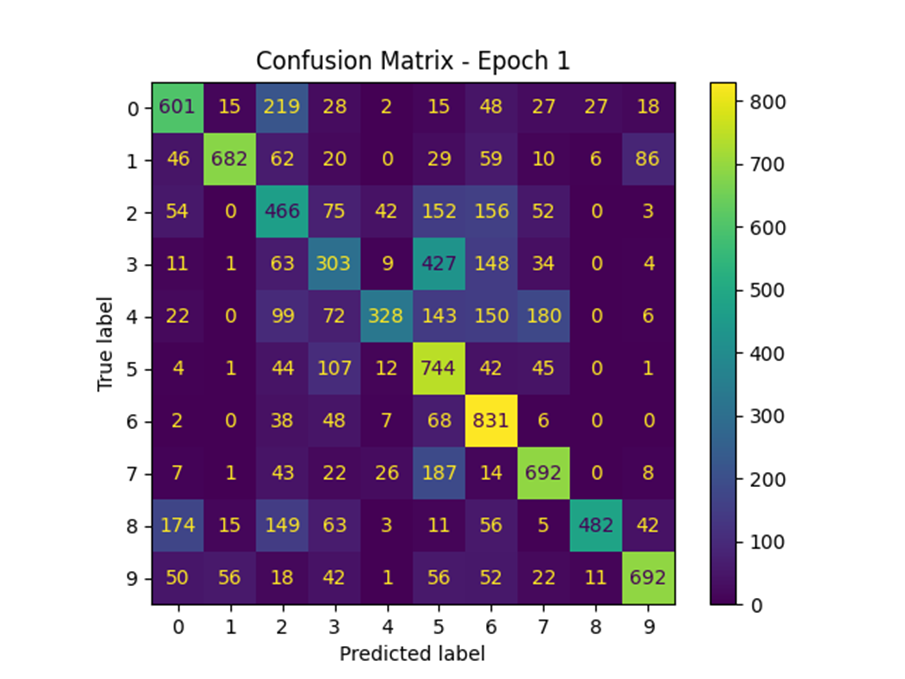 Confusion Matrix - Epoch 1
0 601 15 219 28 2 15 48 27 27 18
1 46 682 62 20 0 29 59 10 6 86
2 54 0 466 75 42 152 156 52 0 3
3 11 1 63 303 9 427 148 34 0 4
4 22 0 99 72 328 143 150 180 0 6
5 4 1 44 107 12 744 42 45 0 1
6 2 0 38 48 7 68 831 6 0 0
7 7 1 43 22 26 187 14 692 0 8
8 174 15 149 63 3 11 56 5 482 42
9 50 56 18 42 1 56 52 22 11 692
0 1 2 3 4 5 6 7 8 9
True label
Predicted label
800
700
600
500
400
300
200
100
0